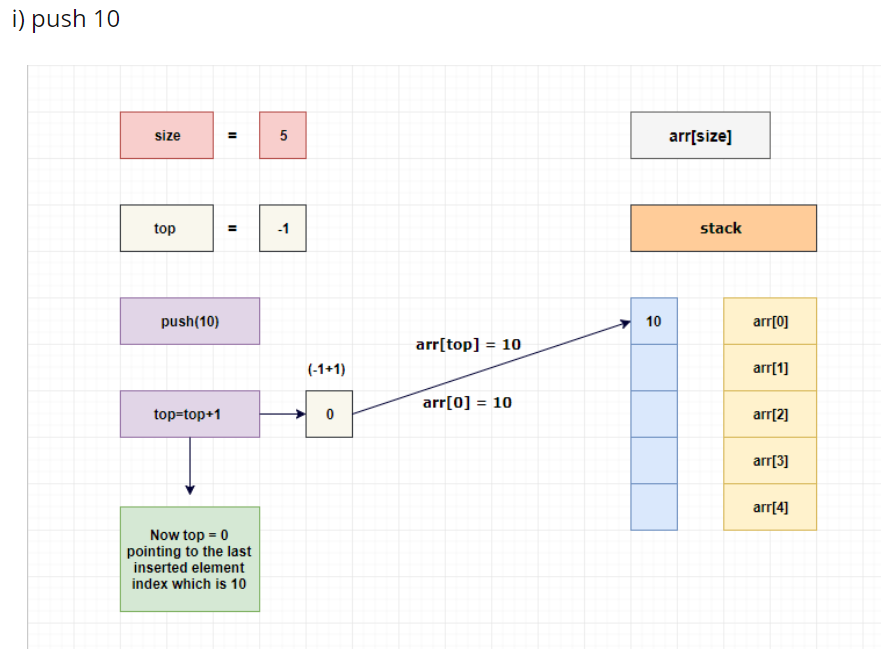 i) push 10
size = 5
arr[size]
top = -1
stack
push(10)
10
arr[0]
arr[top] = 10
(-1+1)
arr[1]
top=top+1
0
arr[0] = 10
arr[2]
arr[3]
arr[4]
Now top = 0
pointing to the last
inserted element
index which is 10